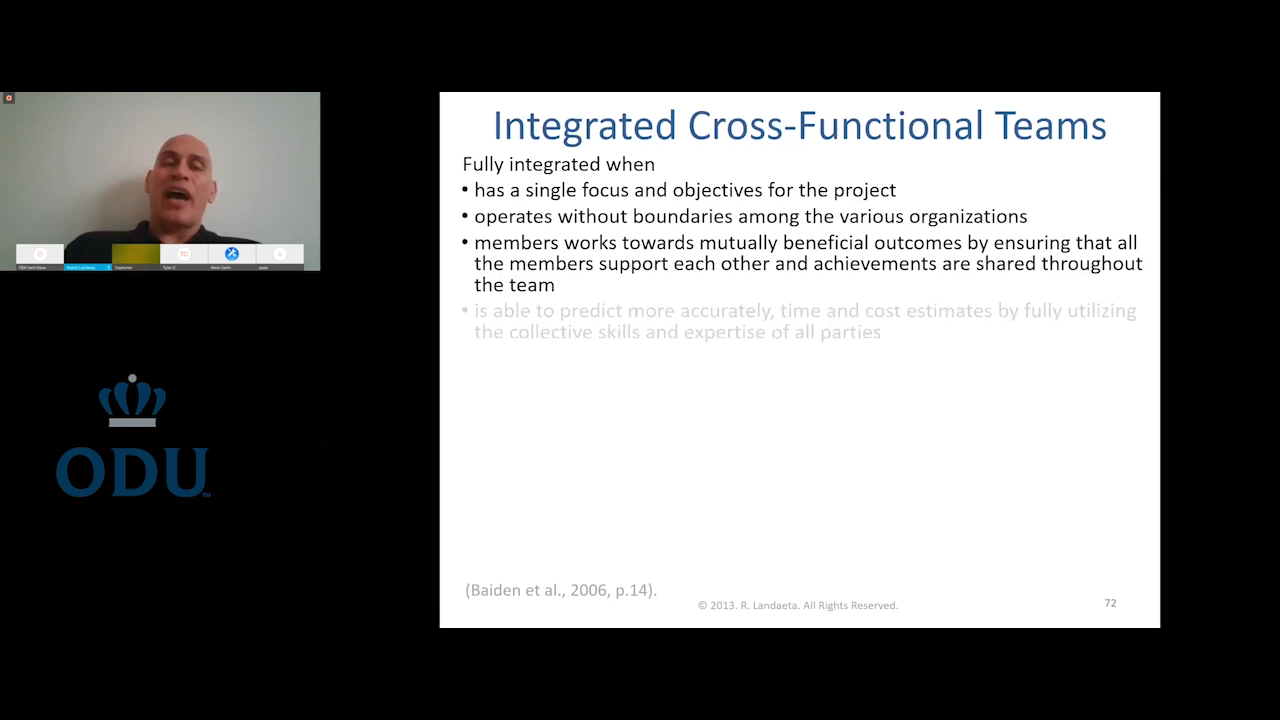 Integrated Cross-Functional Teams
Fully integrated when
• has a single focus and objectives for the project
• operates without boundaries among the various organizations
• members works towards mutually beneficial outcomes by ensuring that all
the members support each other and achievements are shared throughout
the team
• is able to predict more accurately, time and cost estimates by fully utilizing
the collective skills and expertise of all parties
(Baiden et al., 2006, p.14).
© 2013. R. Landaeta. All Rights Reserved.
72
TC
ODU
TM